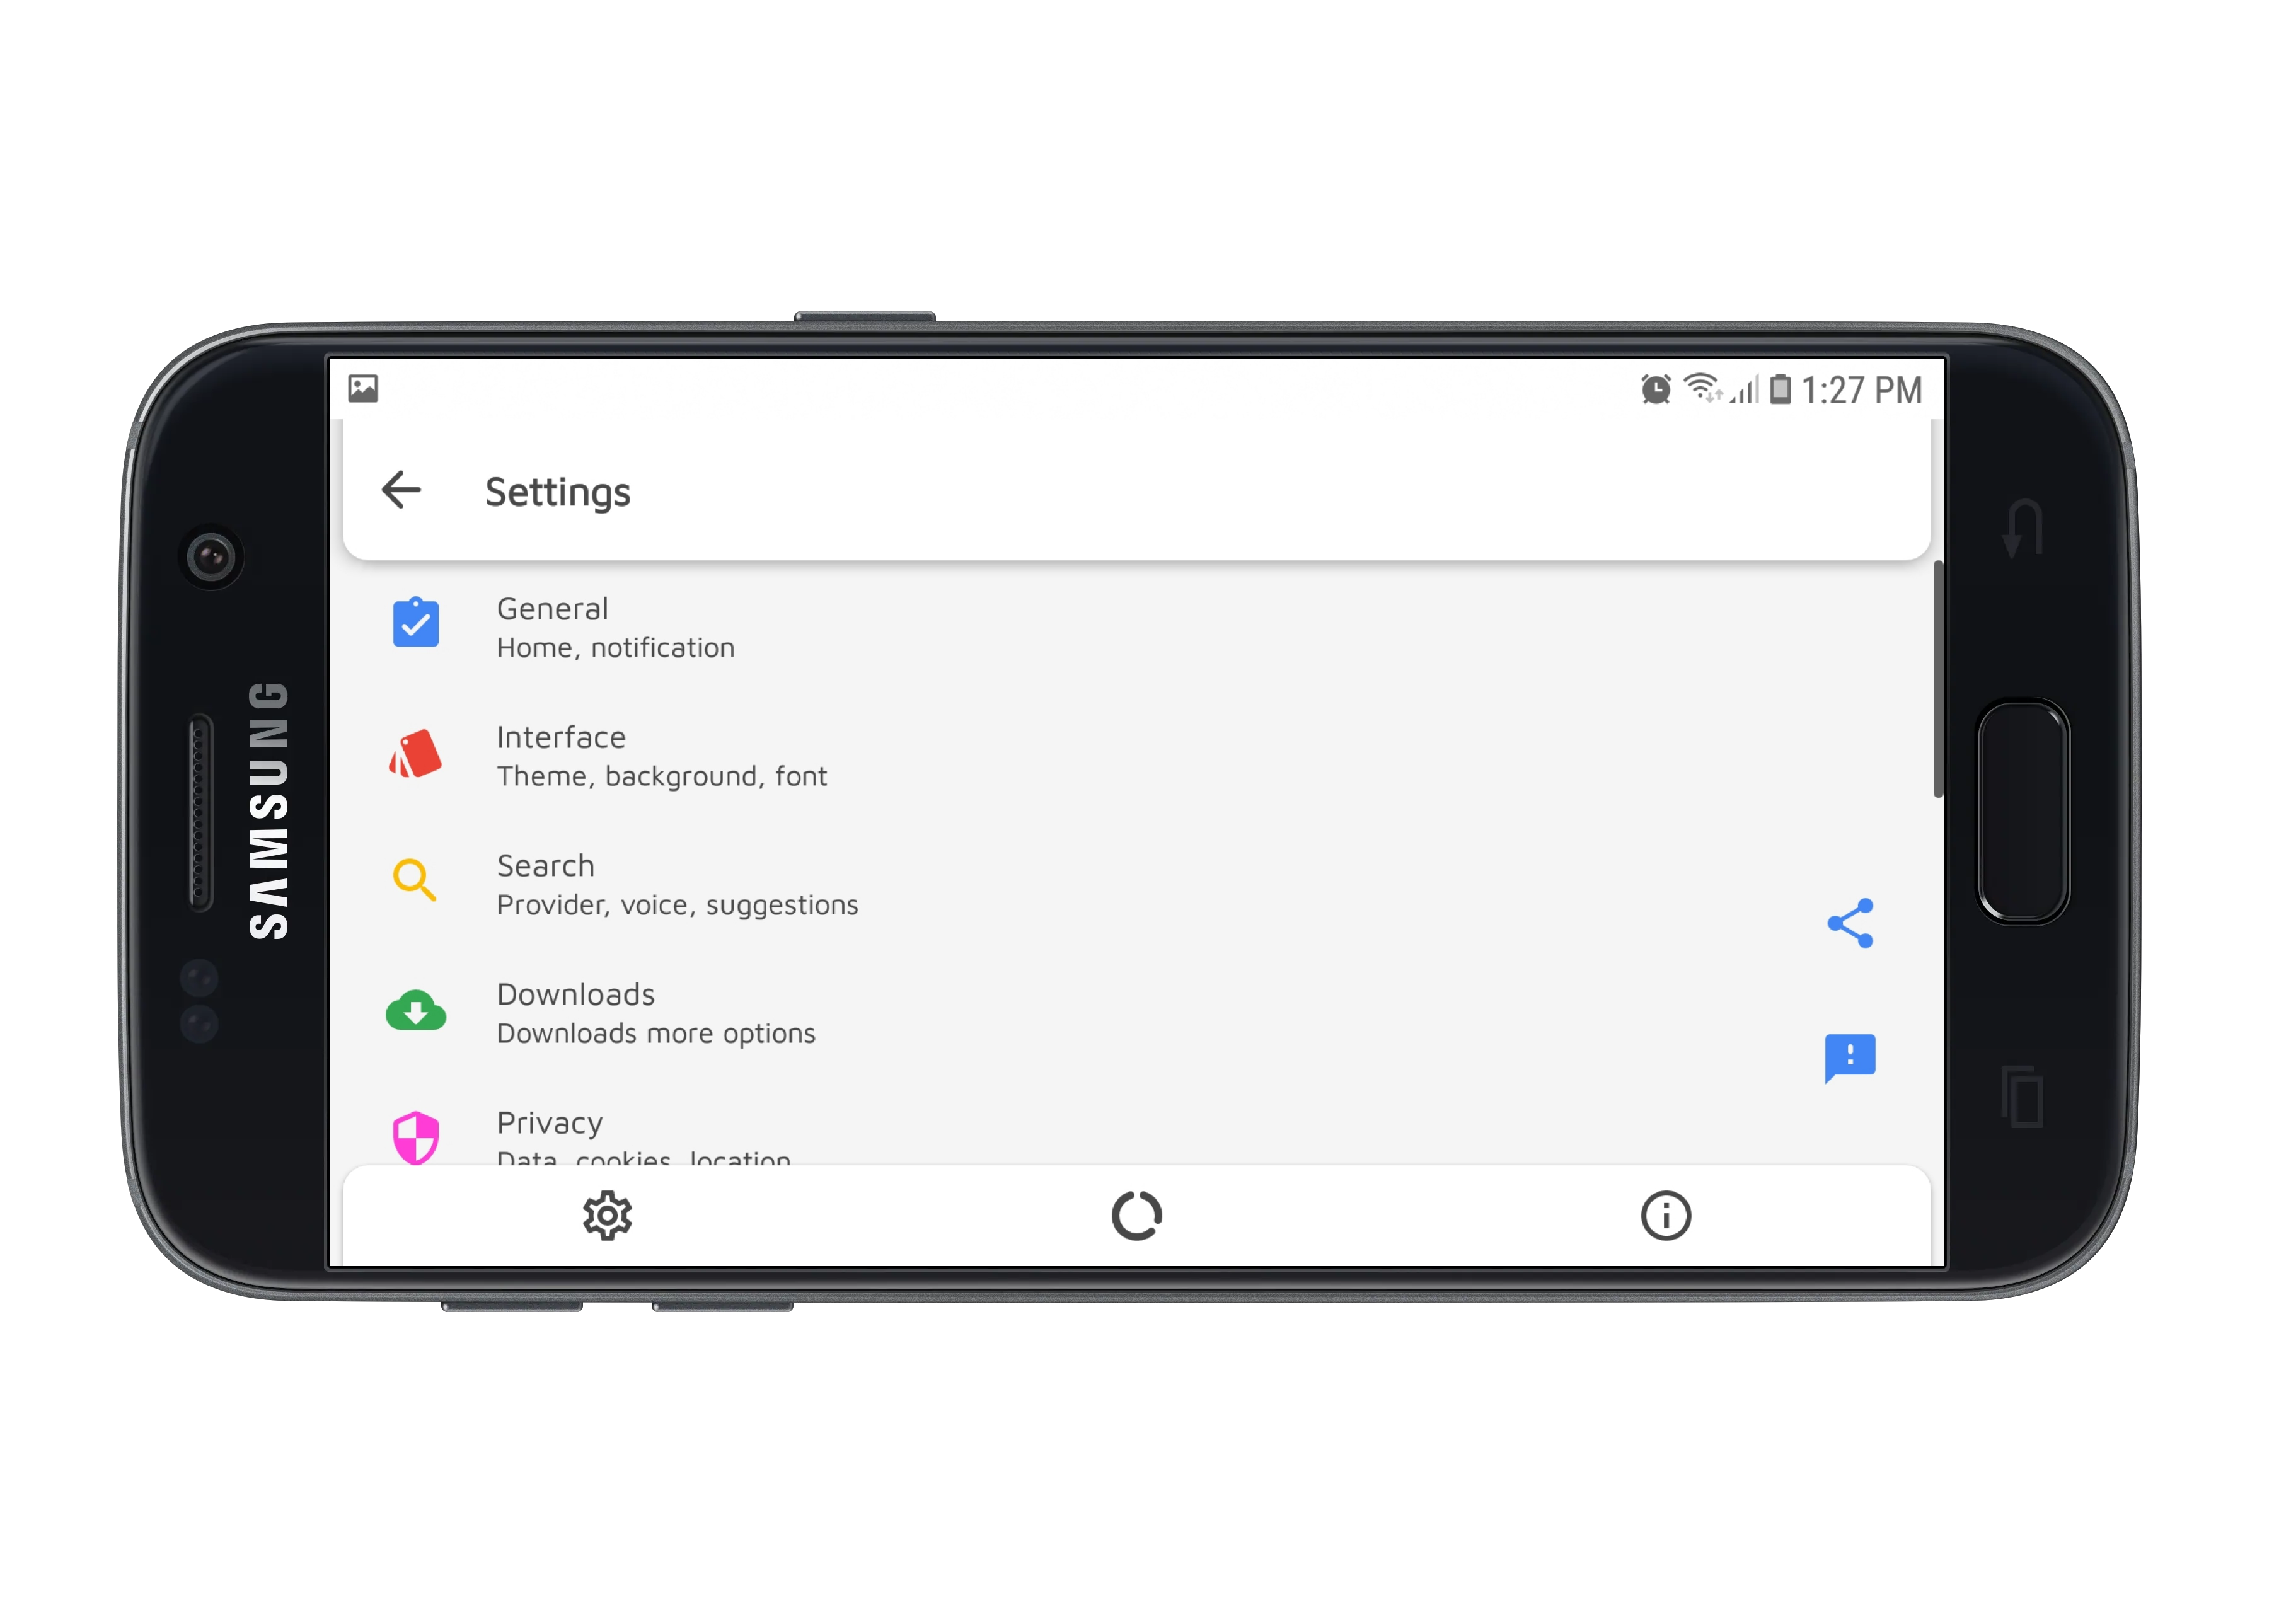 SAMSUNG
1:27 PM
Settings
General
Home, notification
Interface
Theme, background, font
Search
Provider, voice, suggestions
Downloads
Downloads more options
Privacy
Data, cookies, location